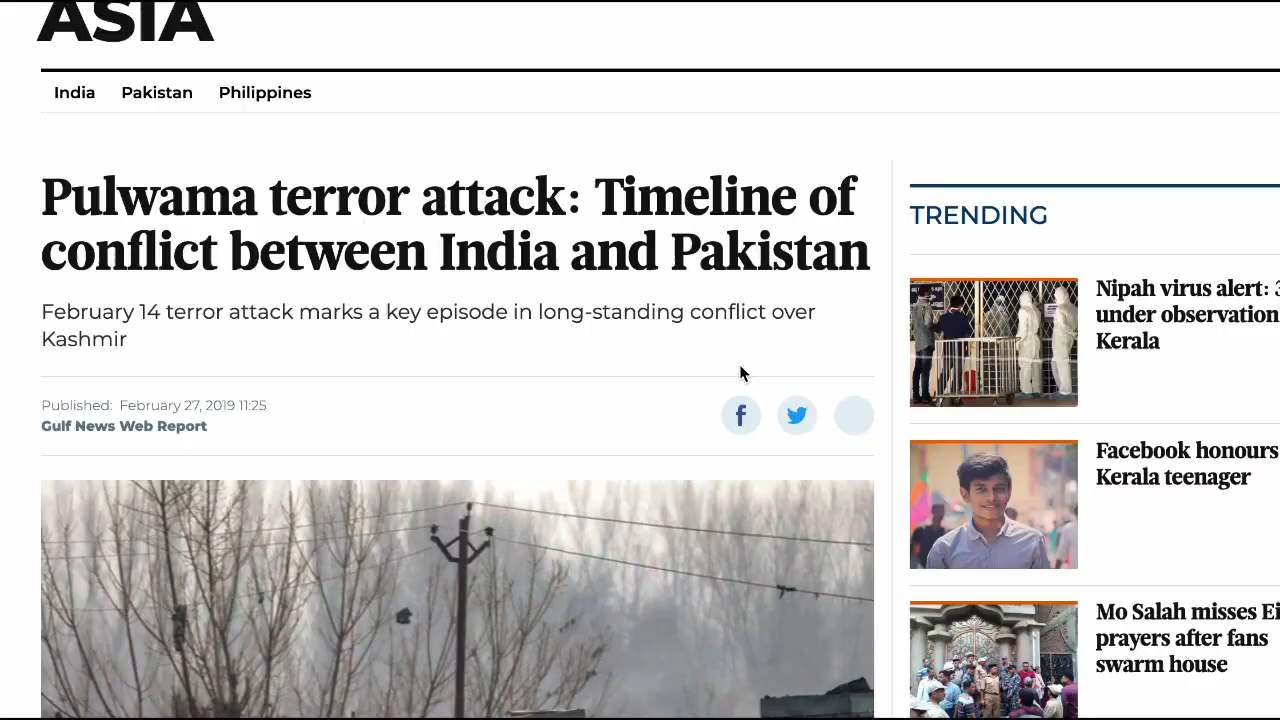 ASIA
India Pakistan Philippines
Pulwama terror attack: Timeline of
conflict between India and Pakistan
February 14 terror attack marks a key episode in long-standing conflict over
Kashmir
Published: February 27, 2019 11:25
Gulf News Web Report
TRENDING
Nipah virus alert: 3
under observation
Kerala
Facebook honours
Kerala teenager
Mo Salah misses Ei
prayers after fans
swarm house